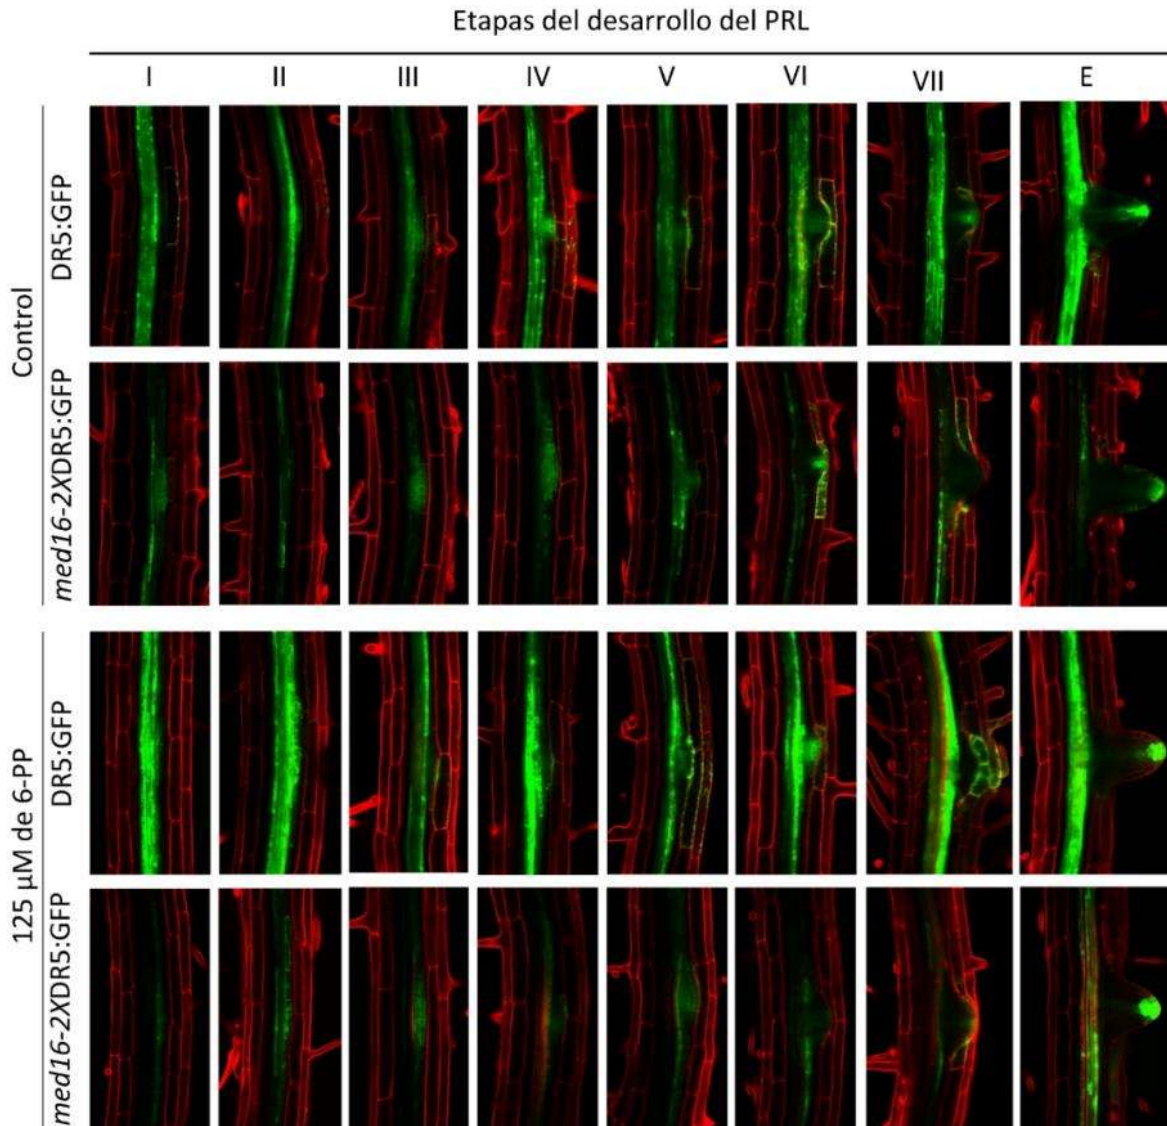 Etapas del desarrollo del PRL
I II III IV V VI VII E
Control
DR5:GFP
med16-2XDR5:GFP
125 µM de 6-PP
DR5:GFP
med16-2XDR5:GFP